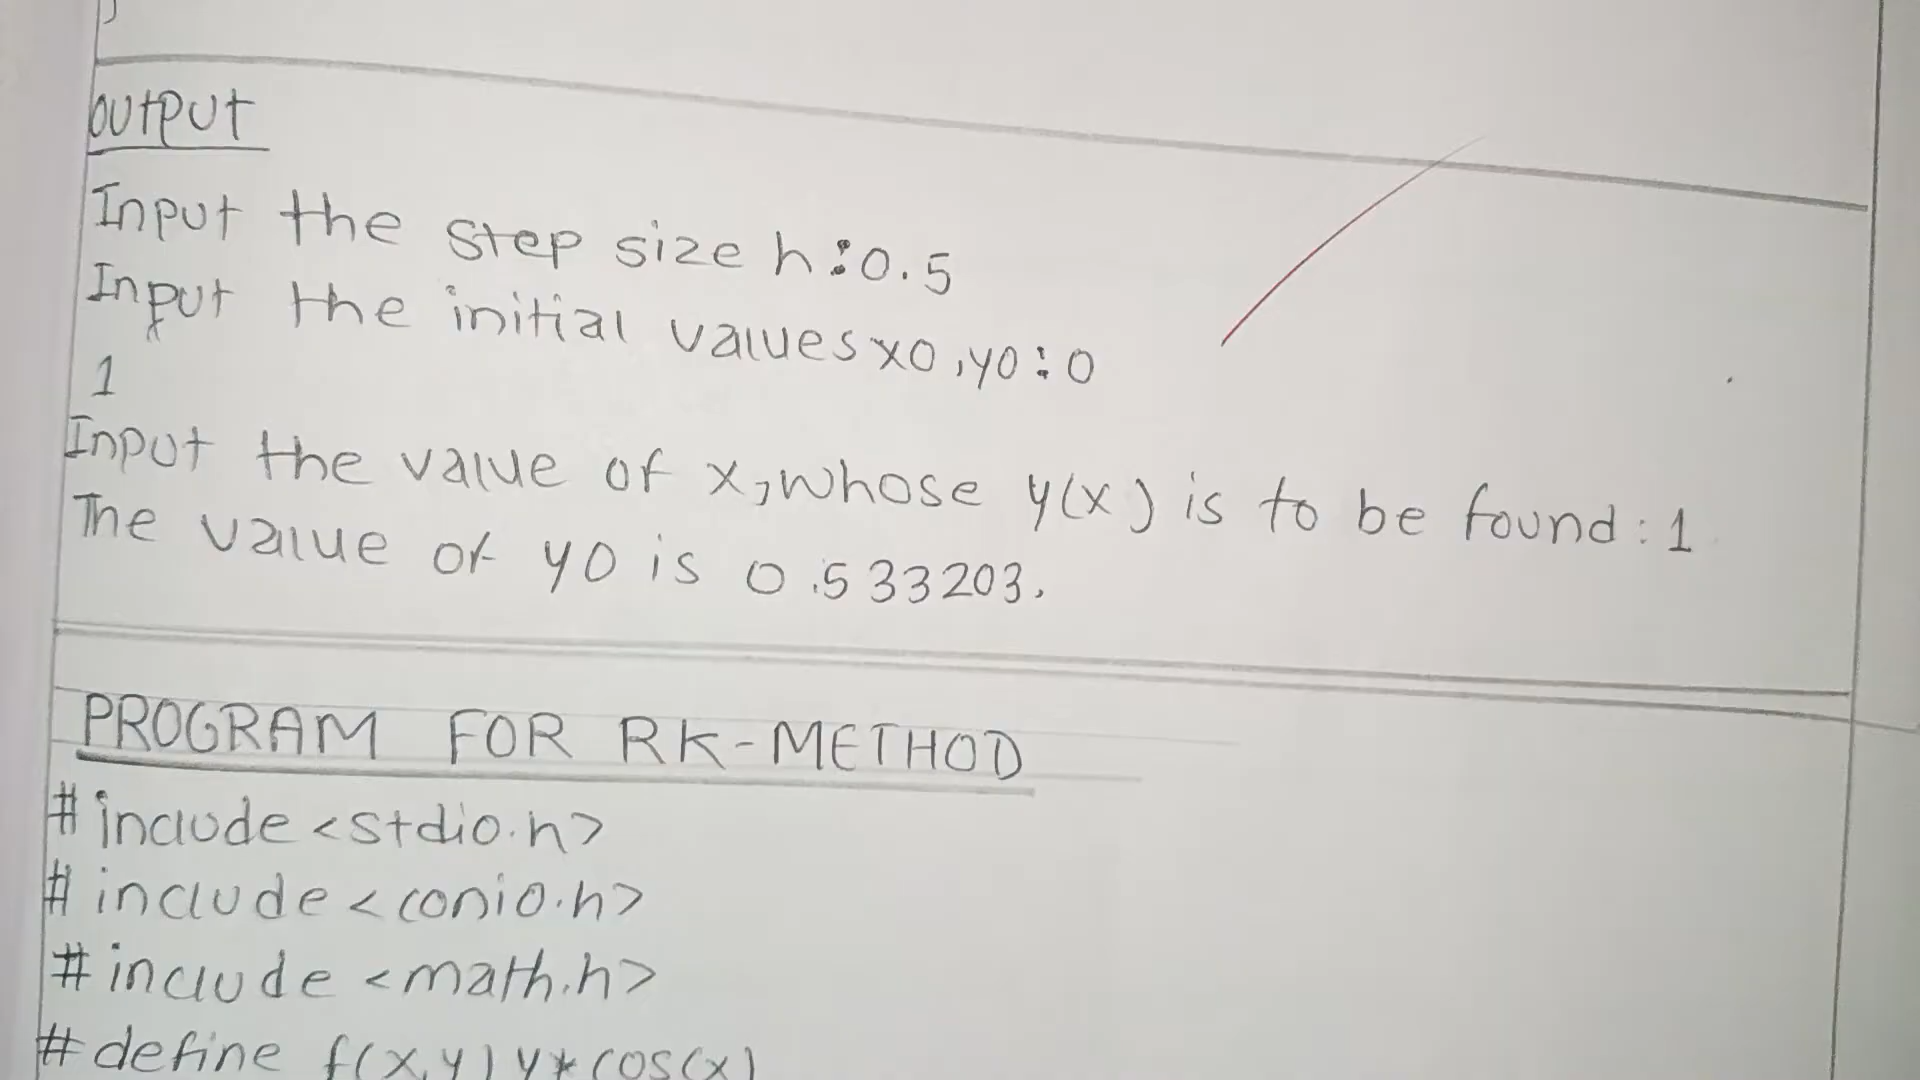 output
Input the step size h:0.5
Input the initial values x0,y0:0
1
Input the value of x, whose y(x) is to be found:1
The value of y0 is 0.533203.
PROGRAM FOR RK-METHOD
#include<stdio.h>
#include<conio.h>
#include<math.h>
#define f(x,y) y*cos(x)